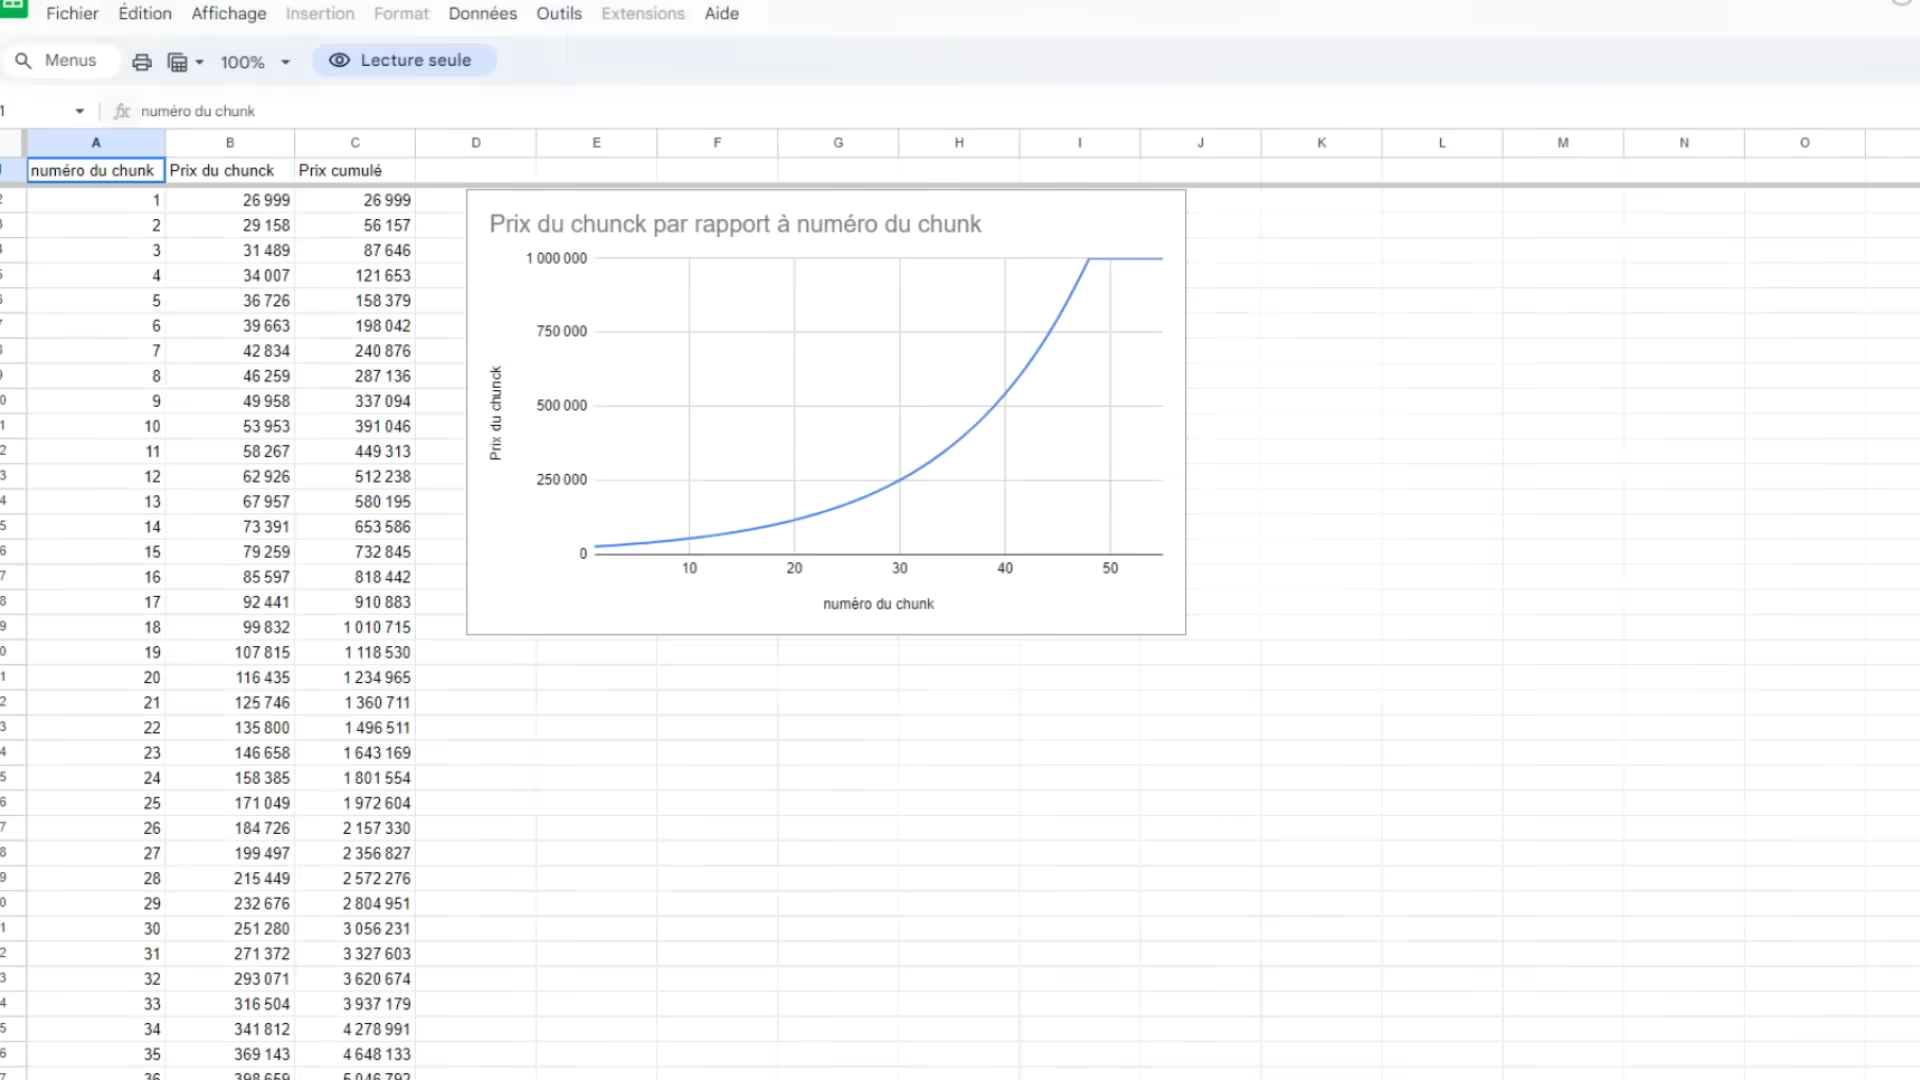 Fichier Édition Affichage Insertion Format Données Outils Extensions Aide
Menus 100% Lecture seule
1 fx numéro du chunk
A B C D E F G H I J K L M N O
numéro du chunk Prix du chunck Prix cumulé
1 26 999 26 999
2 29 158 56 157
3 31 489 87 646
4 34 007 121 653
5 36 726 158 379
6 39 663 198 042
7 42 834 240 876
8 46 259 287 136
9 49 958 337 094
10 53 953 391 046
11 58 267 449 313
12 62 926 512 238
13 67 957 580 195
14 73 391 653 586
15 79 259 732 845
16 85 597 818 442
17 92 441 910 883
18 99 832 1 010 715
19 107 815 1 118 530
20 116 435 1 234 965
21 125 746 1 360 711
22 135 800 1 496 511
23 146 658 1 643 169
24 158 385 1 801 554
25 171 049 1 972 604
26 184 726 2 157 330
27 199 497 2 356 827
28 215 449 2 572 276
29 232 676 2 804 951
30 251 280 3 056 231
31 271 372 3 327 603
32 293 071 3 620 674
33 316 504 3 937 179
34 341 812 4 278 991
35 369 143 4 648 133
36 398 659 5 046 792
Prix du chunck par rapport à numéro du chunk
1 000 000
750 000
500 000
250 000
0
Prix du chunck
10 20 30 40 50
numéro du chunk